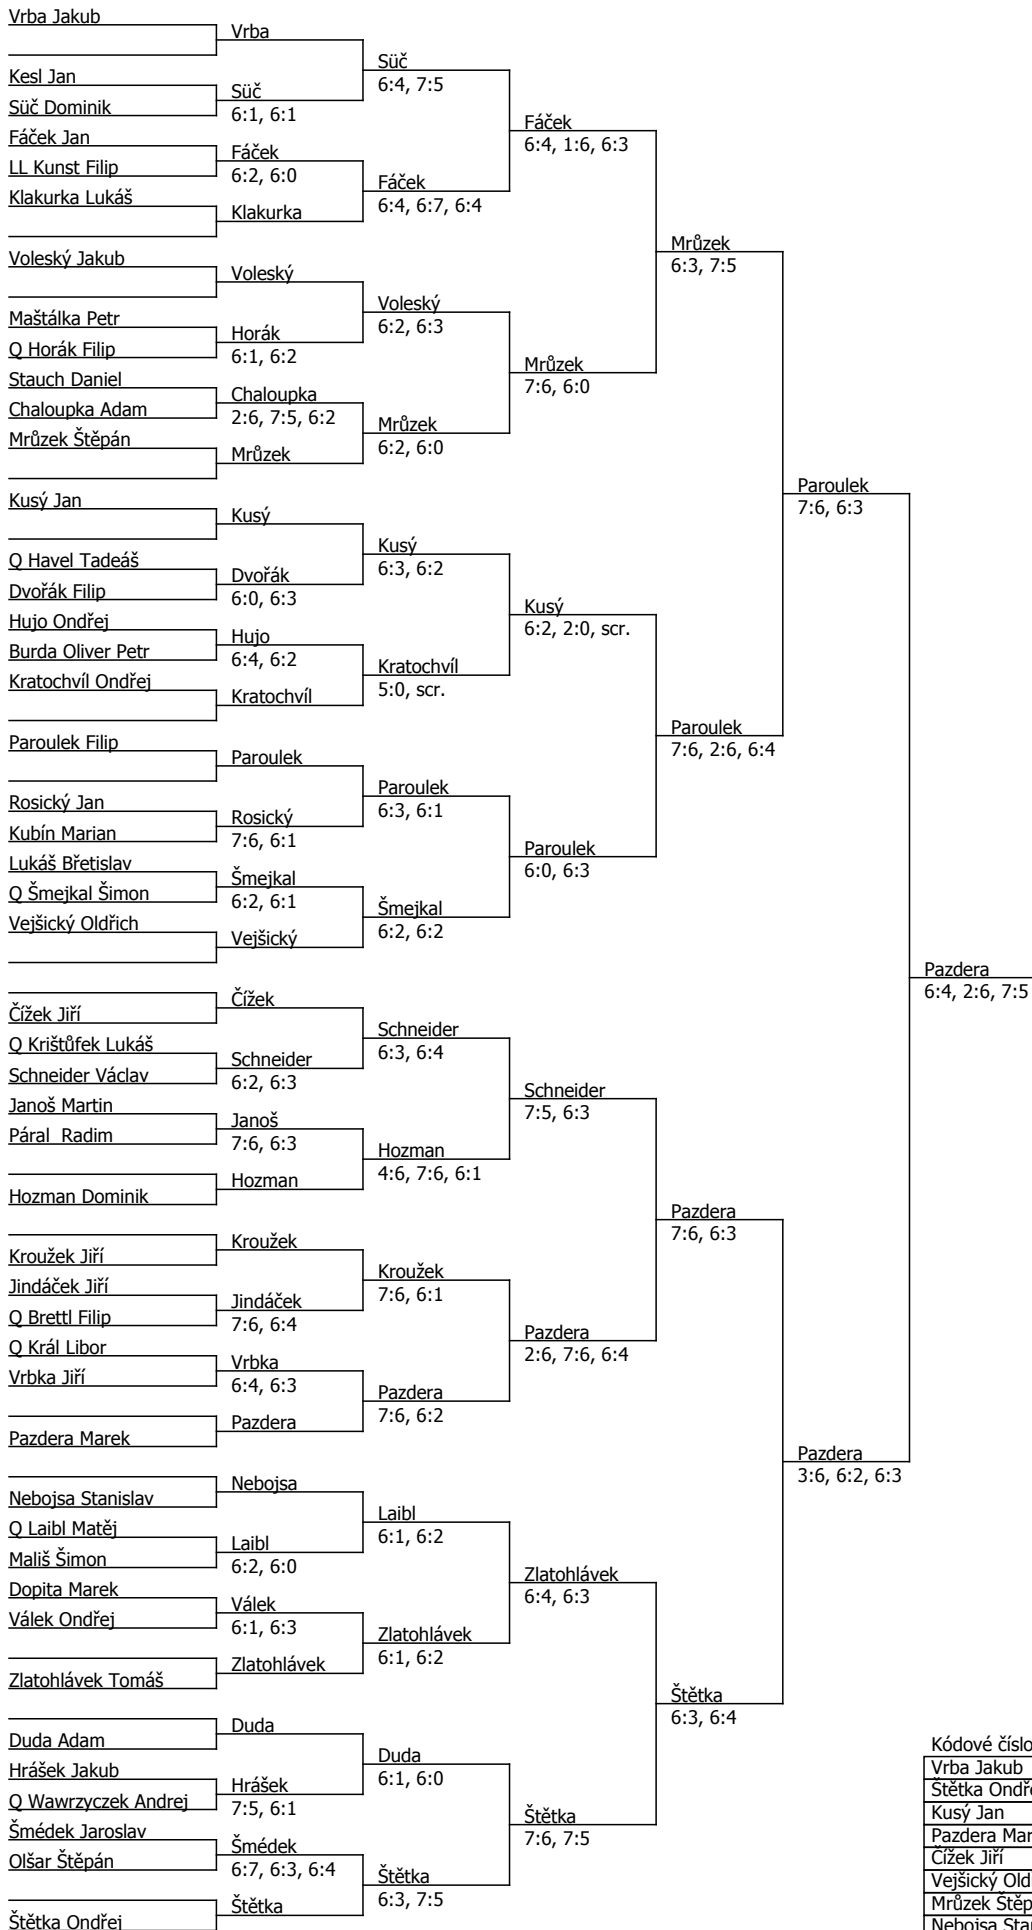 Vrba Jakub
Kesl Jan
Süč Dominik
Fáček Jan
LL Kunst Filip
Klakurka Lukáš
Voleský Jakub
Maštálka Petr
Q Horák Filip
Stauch Daniel
Chaloupka Adam
Mrůzek Štěpán
Kusý Jan
Q Havel Tadeáš
Dvořák Filip
Hujo Ondřej
Burda Oliver Petr
Kratochvíl Ondřej
Paroulek Filip
Rosický Jan
Kubín Marian
Lukáš Břetislav
Q Šmejkal Šimon
Vejšický Oldřich
Čížek Jiří
Q Krištůfek Lukáš
Schneider Václav
Janoš Martin
Páral  Radim
Hozman Dominik
Kroužek Jiří
Jindáček Jiří
Q Brettl Filip
Q Král Libor
Vrbka Jiří
Pazdera Marek
Nebojsa Stanislav
Q Laibl Matěj
Mališ Šimon
Dopita Marek
Válek Ondřej
Zlatohlávek Tomáš
Duda Adam
Hrášek Jakub
Q Wawrzyczek Andrej
Šmédek Jaroslav
Olšar Štěpán
Štětka Ondřej
Vrba
Süč
6:1, 6:1
Fáček
6:2, 6:0
Klakurka
Voleský
Horák
6:1, 6:2
Chaloupka
2:6, 7:5, 6:2
Mrůzek
Kusý
Dvořák
6:0, 6:3
Hujo
6:4, 6:2
Kratochvíl
Paroulek
Rosický
7:6, 6:1
Šmejkal
6:2, 6:1
Vejšický
Čížek
Schneider
6:2, 6:3
Janoš
7:6, 6:3
Hozman
Kroužek
Jindáček
7:6, 6:4
Vrbka
6:4, 6:3
Pazdera
Nebojsa
Laibl
6:2, 6:0
Válek
6:1, 6:3
Zlatohlávek
Duda
Hrášek
7:5, 6:1
Šmédek
6:7, 6:3, 6:4
Štětka
Süč
6:4, 7:5
Fáček
6:4, 6:7, 6:4
Voleský
6:2, 6:3
Mrůzek
6:2, 6:0
Kusý
6:3, 6:2
Kratochvíl
5:0, scr.
Paroulek
6:3, 6:1
Šmejkal
6:2, 6:2
Schneider
6:3, 6:4
Hozman
4:6, 7:6, 6:1
Kroužek
7:6, 6:1
Pazdera
7:6, 6:2
Laibl
6:1, 6:2
Zlatohlávek
6:1, 6:2
Duda
6:1, 6:0
Štětka
6:3, 7:5
Fáček
6:4, 1:6, 6:3
Mrůzek
7:6, 6:0
Kusý
6:2, 2:0, scr.
Paroulek
6:0, 6:3
Schneider
7:5, 6:3
Pazdera
2:6, 7:6, 6:4
Zlatohlávek
6:4, 6:3
Štětka
7:6, 7:5
Mrůzek
6:3, 7:5
Paroulek
7:6, 2:6, 6:4
Pazdera
7:6, 6:3
Štětka
6:3, 6:4
Paroulek
7:6, 6:3
Pazdera
3:6, 6:2, 6:3
Pazdera
6:4, 2:6, 7:5
Kódové číslo
Vrba Jakub
Štětka Ondř
Kusý Jan
Pazdera Mar
Čížek Jiří
Vejšický Old
Mrůzek Štěp
Nebojsa Sta